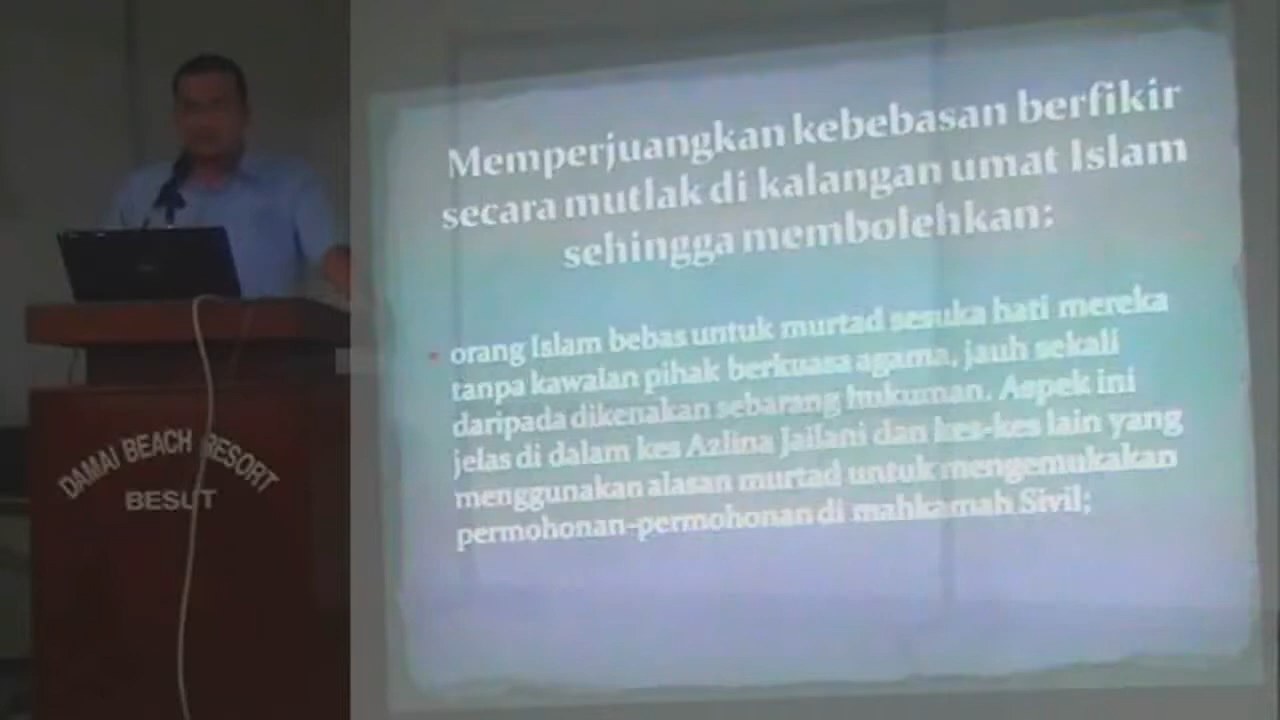 Memperjuangkan kebebasan berfikir
secara mutlak di kalangan umat Islam
sehingga membolehkan:
orang Islam bebas untuk murtad sesuka hati mereka
tanpa kawalan pihak berkuasa agama, jauh sekali
daripada dikenakan sebarang hukuman. Aspek ini
jelas di dalam kes Azlina Jailani dan kes-kes lain yang
menggunakan alasan murtad untuk mengemukakan
permohonan-permohonan di mahkamah Sivil;
DAMAI BEACH RESORT
BESUT